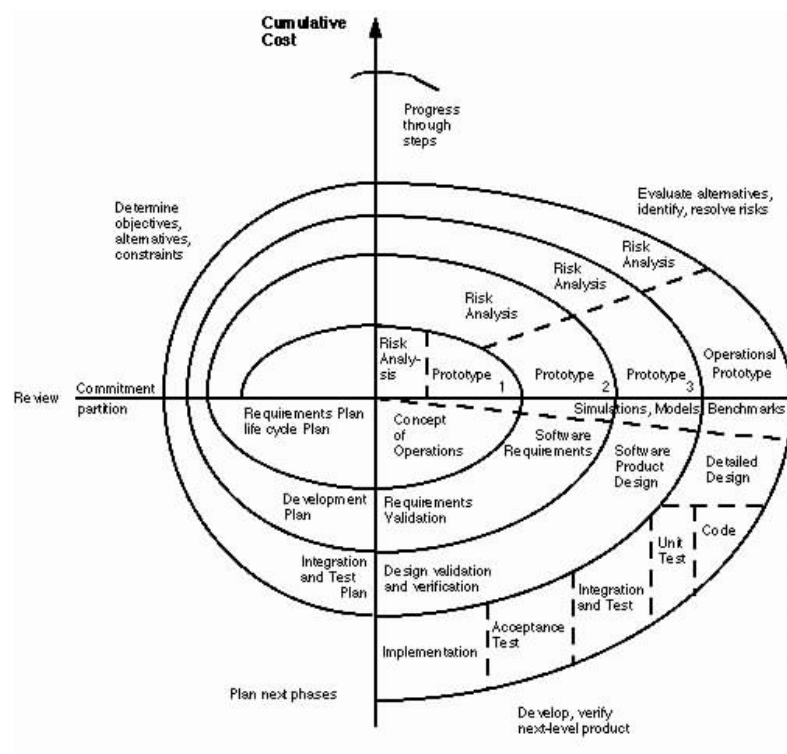 Cumulative
Cost
Progress
through
steps
Determine
objectives,
alternatives,
constraints
Evaluate alternatives,
identify, resolve risks
Risk
Analysis
Risk
Analysis
Risk
Analysis
Risk
Analy-
sis
Prototype
1
Prototype
2
Prototype
3
Operational
Prototype
Review
Commitment
partition
Simulations, Models
Benchmarks
Requirements Plan
life cycle Plan
Concept
of
Operations
Software
Requirements
Software
Product
Design
Detailed
Design
Development
Plan
Requirements
Validation
Code
Unit
Test
Integration
and Test
Plan
Design validation
and verification
Integration
and Test
Acceptance
Test
Implementation
Plan next phases
Develop, verify
next-level product